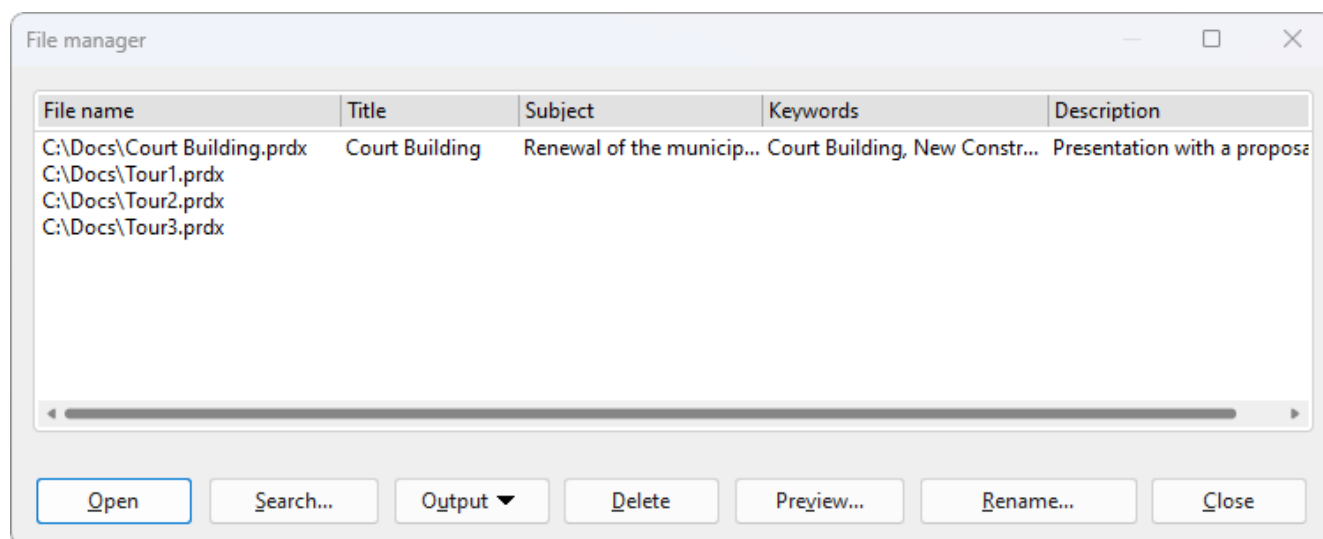 File manager
File name Title Subject Keywords Description
C:\Docs\Court Building.prdx Court Building Renewal of the municip... Court Building, New Constr... Presentation with a proposa
C:\Docs\Tour1.prdx
C:\Docs\Tour2.prdx
C:\Docs\Tour3.prdx
Open Search... Output Delete Preview... Rename... Close